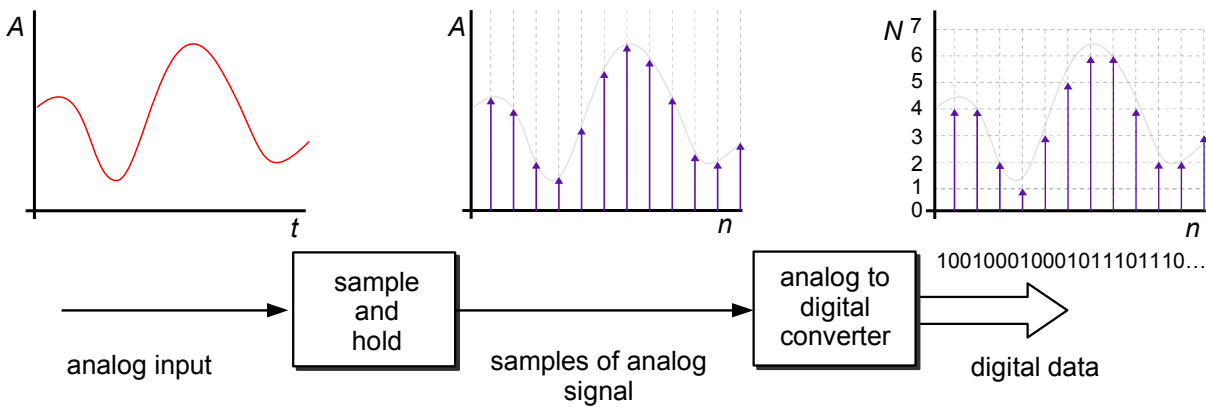 A
t
A
n
N
7
6
5
4
3
2
1
0
n
100100010001011101110…
sample
and
hold
analog to
digital
converter
analog input
samples of analog
signal
digital data